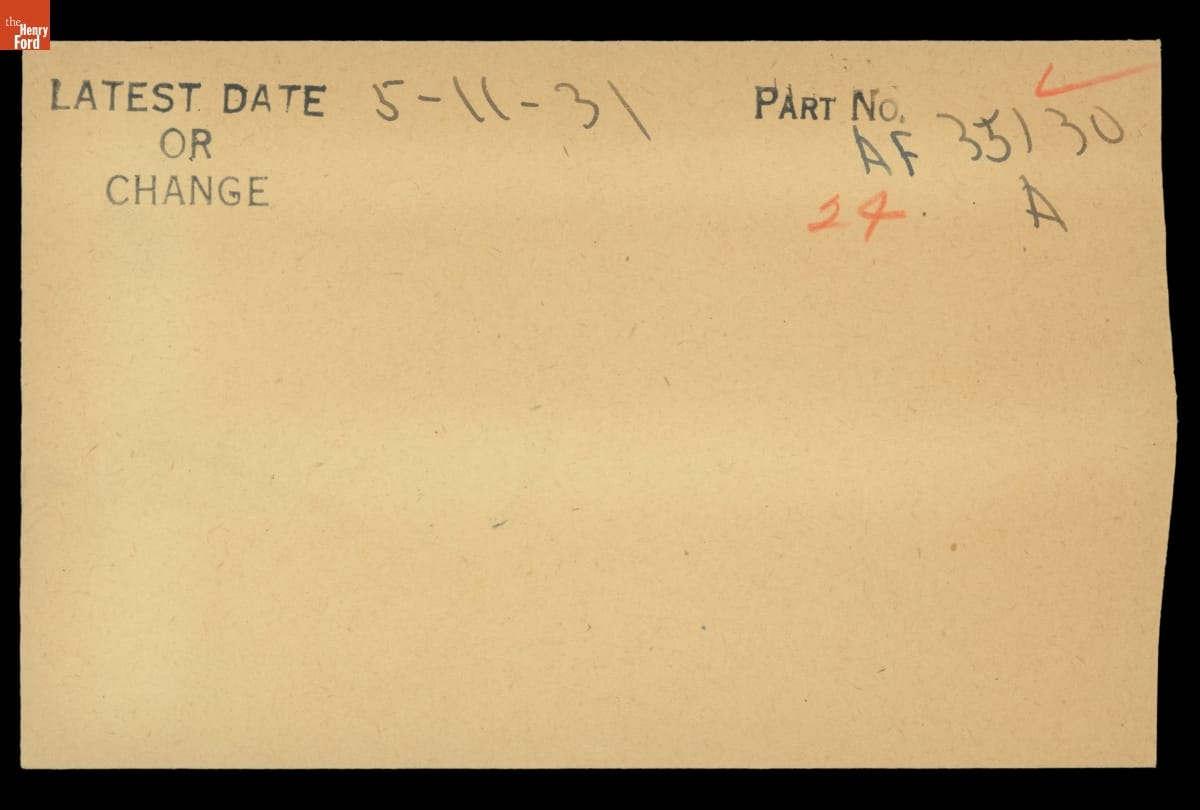 the
Henry
Ford
LATEST DATE 5-11-31 PART NO.
OR AF 35130
CHANGE 24 A